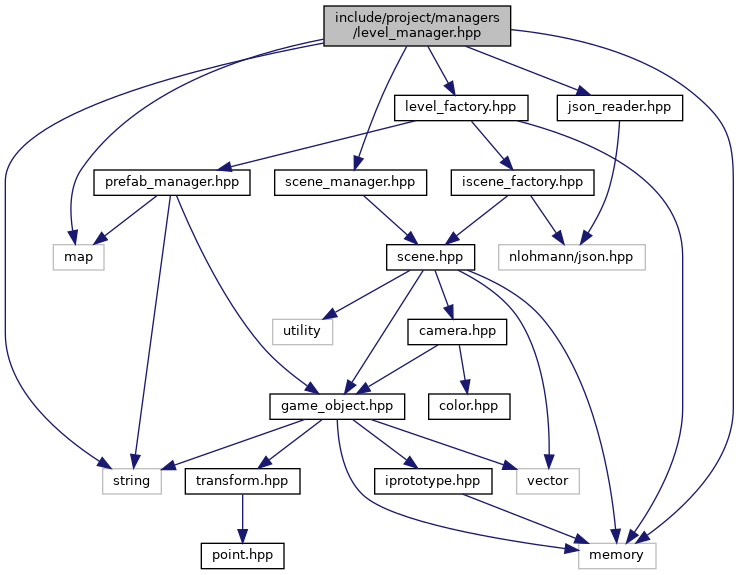 include/project/managers
/level_manager.hpp
level_factory.hpp
json_reader.hpp
prefab_manager.hpp
scene_manager.hpp
iscene_factory.hpp
map
scene.hpp
nlohmann/json.hpp
utility
camera.hpp
game_object.hpp
color.hpp
string
transform.hpp
iprototype.hpp
vector
point.hpp
memory